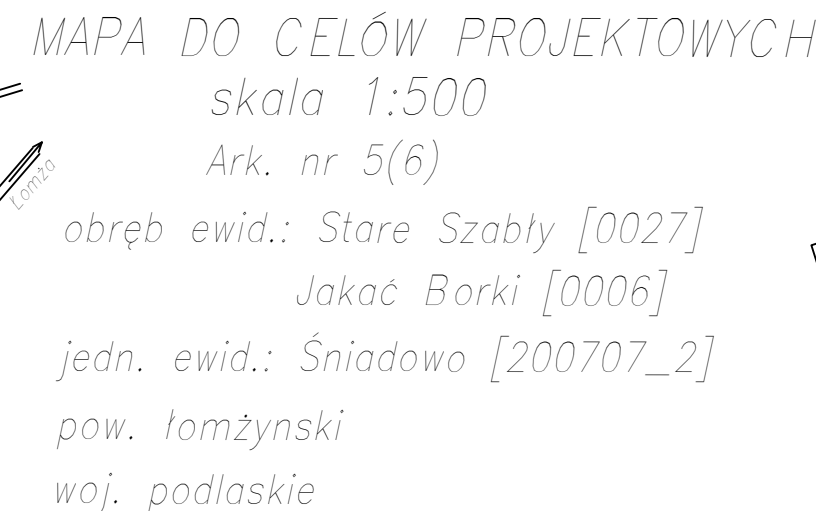 MAPA DO CELÓW PROJEKTOWYCH
skala 1:500
Ark. nr 5(6)
Łomża
obręb ewid.: Stare Szabły [0027]
Jakać Borki [0006]
jedn. ewid.: Śniadowo [200707_2]
pow. łomżynski
woj. podlaskie